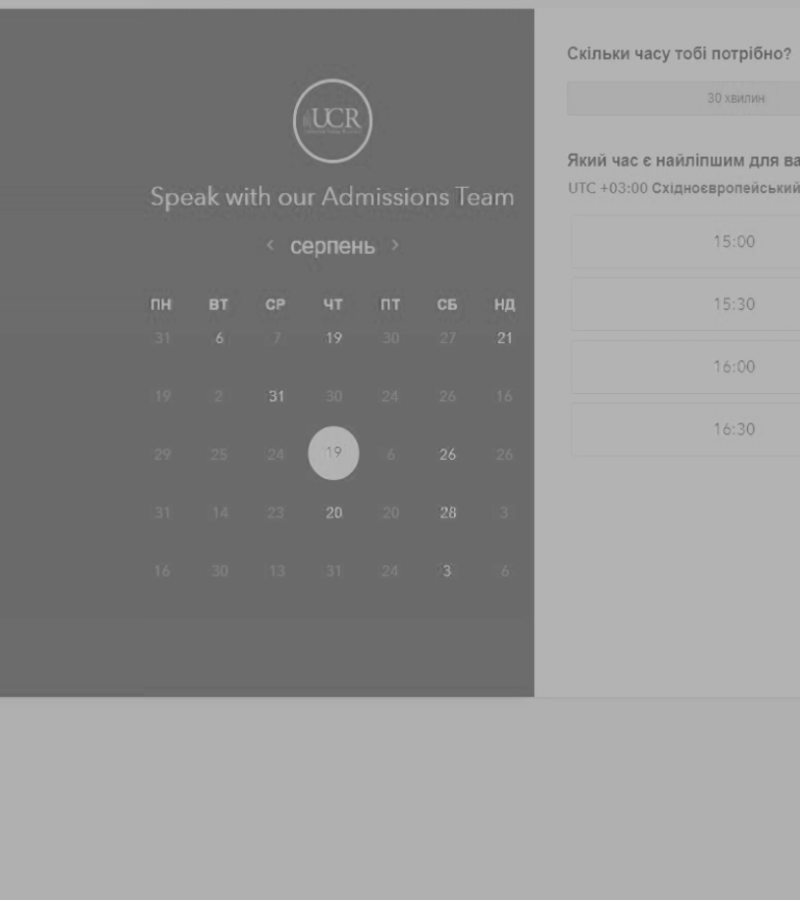 UCR
Speak with our Admissions Team
‹ серпень ›
ПН ВТ СР ЧТ ПТ СБ НД
31 6 7 19 30 27 21
19 2 31 30 24 26 16
29 25 24 19 6 26 26
31 14 23 20 20 28 3
16 30 13 31 24 3 6
Скільки часу тобі потрібно?
30 хвилин
Який час є найліпшим для
UTC +03:00 Східноєвропейський
15:00
15:30
16:00
16:30